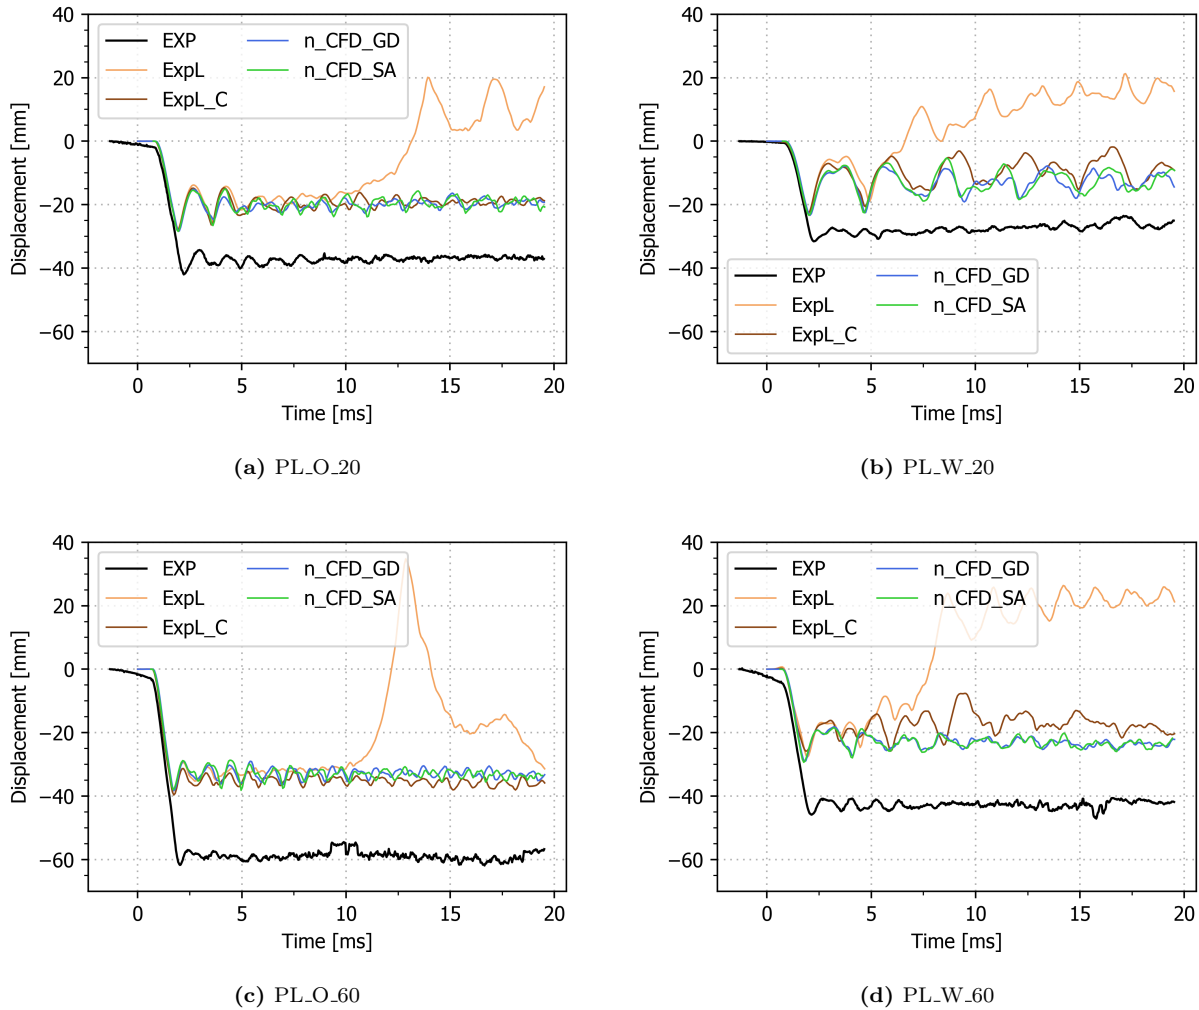 40
20
0
−20
−40
−60
Displacement [mm]
EXP
ExpL
ExpL_C
n_CFD_GD
n_CFD_SA
0 5 10 15 20
Time [ms]
(a) PL_O_20
40
20
0
−20
−40
−60
Displacement [mm]
EXP
ExpL
ExpL_C
n_CFD_GD
n_CFD_SA
0 5 10 15 20
Time [ms]
(b) PL_W_20
40
20
0
−20
−40
−60
Displacement [mm]
EXP
ExpL
ExpL_C
n_CFD_GD
n_CFD_SA
0 5 10 15 20
Time [ms]
(c) PL_O_60
40
20
0
−20
−40
−60
Displacement [mm]
EXP
ExpL
ExpL_C
n_CFD_GD
n_CFD_SA
0 5 10 15 20
Time [ms]
(d) PL_W_60